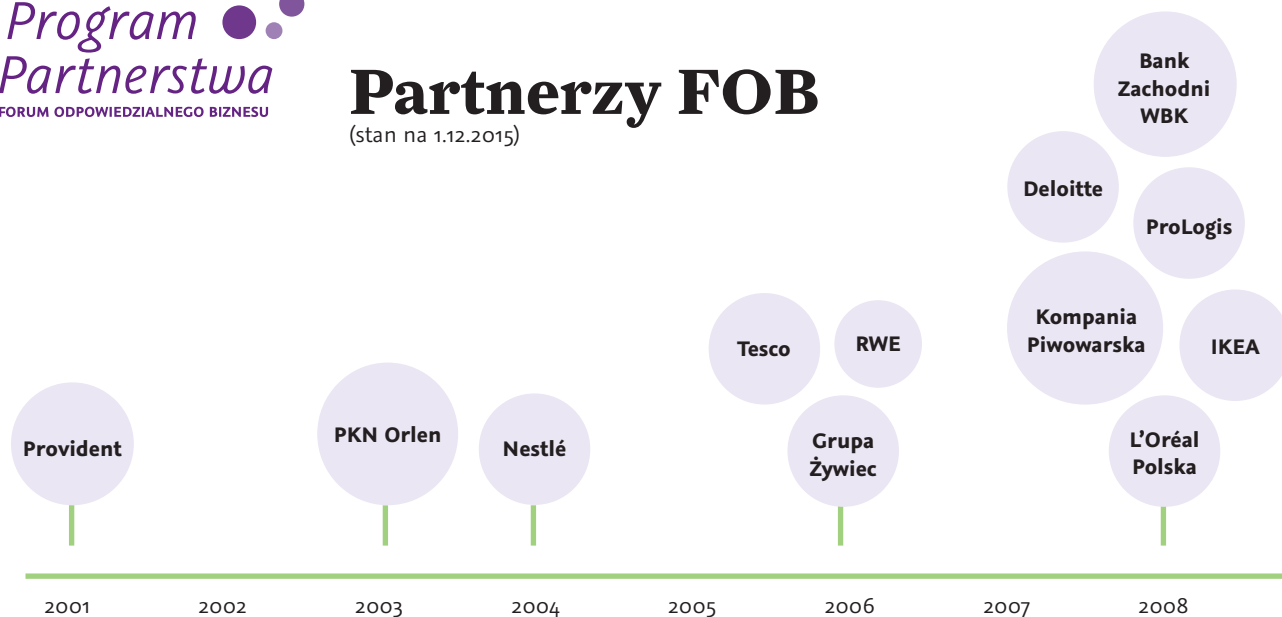 Program
Partnerstwa
FORUM ODPOWIEDZIALNEGO BIZNESU
Partnerzy FOB
(stan na 1.12.2015)
Bank
Zachodni
WBK
Deloitte
ProLogis
Kompania
Piwowarska
IKEA
Tesco
RWE
Provident
PKN Orlen
Nestlé
Grupa
Żywiec
L’Oréal
Polska
2001
2002
2003
2004
2005
2006
2007
2008